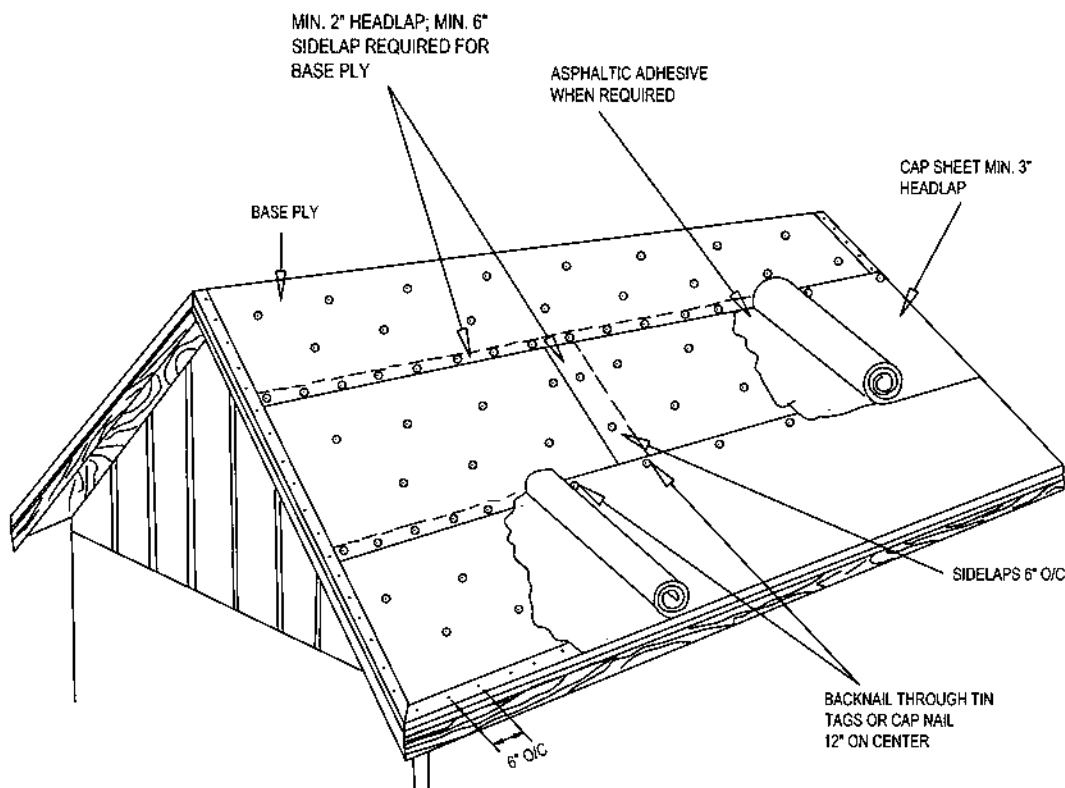 MIN. 2" HEADLAP; MIN. 6"
SIDELAP REQUIRED FOR
BASE PLY
ASPHALTIC ADHESIVE
WHEN REQUIRED
CAP SHEET MIN. 3"
HEADLAP
BASE PLY
SIDELAPS 6" O/C
BACKNAIL THROUGH TIN
TAGS OR CAP NAIL
12" ON CENTER
6" O/C